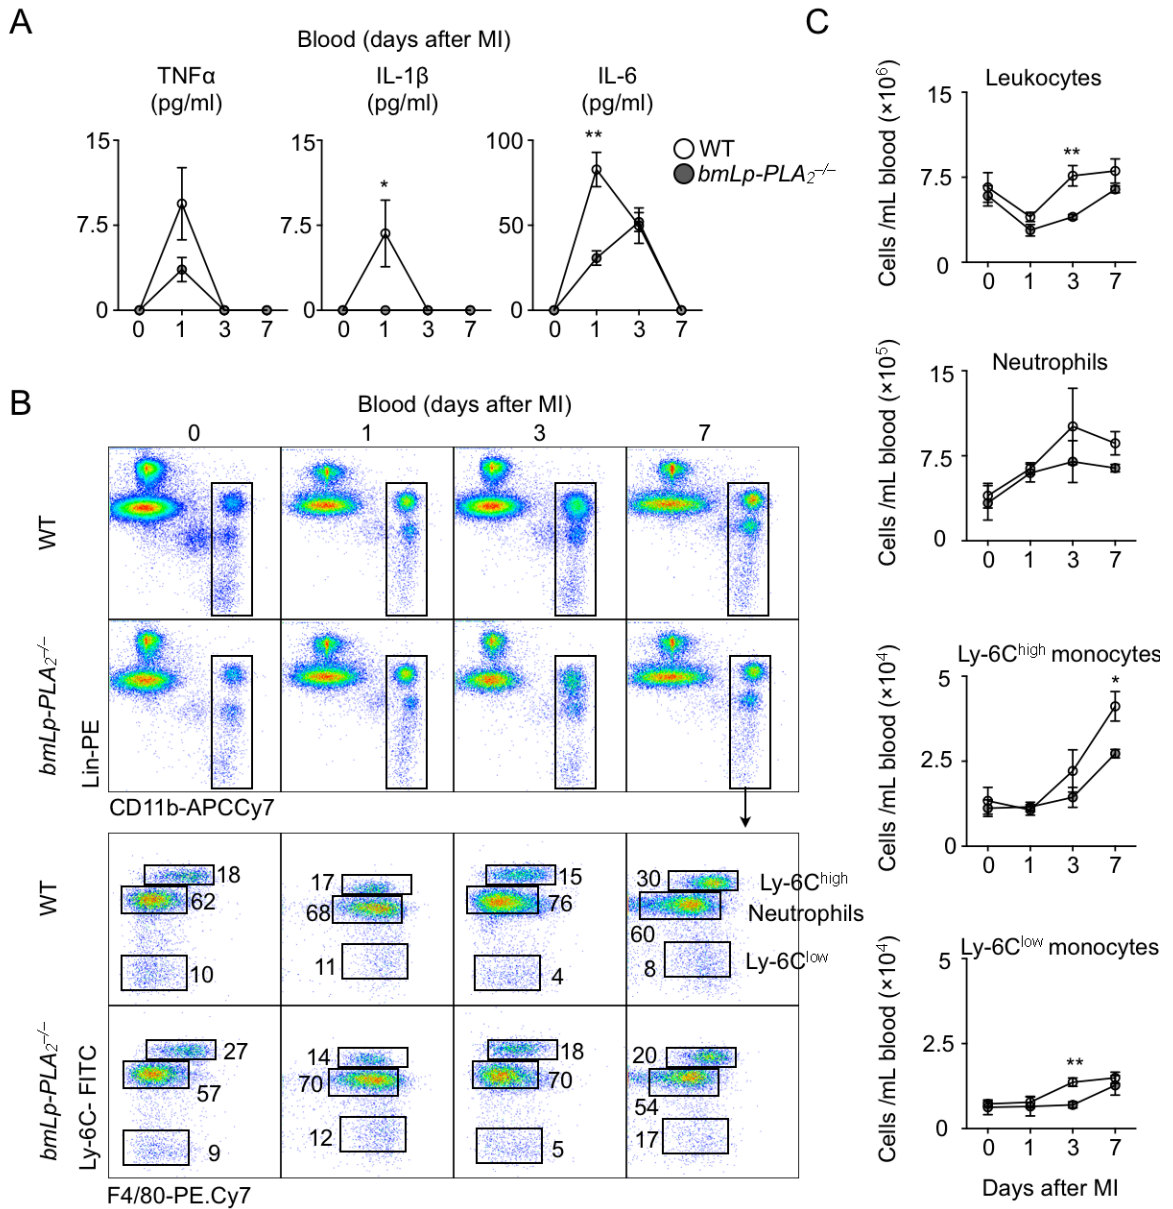 A
Blood (days after MI)
TNFα
(pg/ml)
IL-1β
(pg/ml)
IL-6
(pg/ml)
15
7.5
0
0 1 3 7
15
7.5
0
*
0 1 3 7
100
50
0
**
0 1 3 7
WT
bmLp-PLA₂⁻/⁻
B
Blood (days after MI)
0 1 3 7
WT
bmLp-PLA₂⁻/⁻
Lin-PE
CD11b-APCCy7
WT
18
62
10
17
68
11
15
76
4
30
60
8
Ly-6Cʰⁱᵍʰ
Neutrophils
Ly-6Cˡᵒʷ
bmLp-PLA₂⁻/⁻
Ly-6C- FITC
27
57
9
14
70
12
18
70
5
20
54
17
F4/80-PE.Cy7
C
Leukocytes
Cells /mL blood (×10⁶)
15
7.5
0
**
0 1 3 7
Neutrophils
Cells /mL blood (×10⁵)
15
7.5
0
0 1 3 7
Ly-6Cʰⁱᵍʰ monocytes
Cells /mL blood (×10⁴)
5
2.5
0
*
0 1 3 7
Ly-6Cˡᵒʷ monocytes
Cells /mL blood (×10⁴)
5
2.5
0
**
0 1 3 7
Days after MI